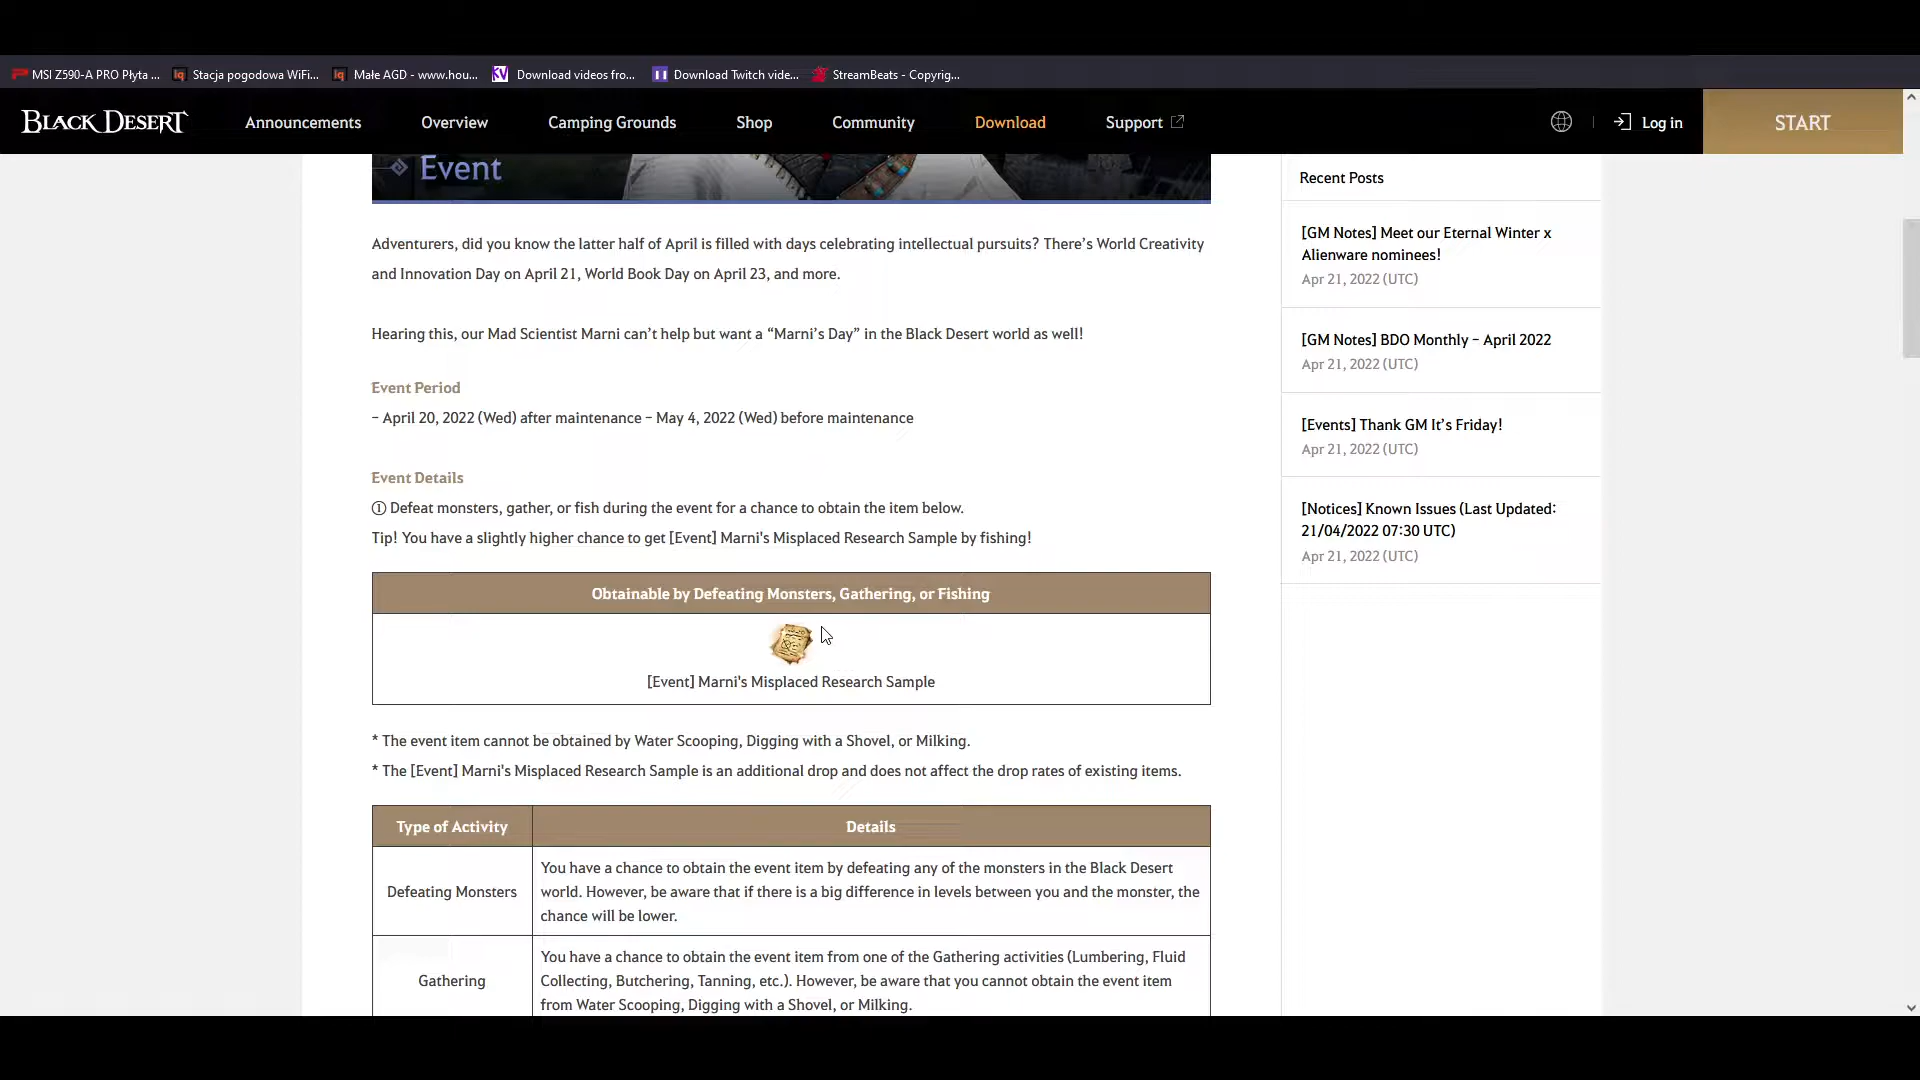 MSI Z590-A PRO Płyta ...
Stacja pogodowa WiFi...
Małe AGD - www.hou...
KV Download videos fro...
Download Twitch vide...
StreamBeats - Copyrig...
BLACK DESERT
Announcements
Overview
Camping Grounds
Shop
Community
Download
Support
Log in
START
Event
Adventurers, did you know the latter half of April is filled with days celebrating intellectual pursuits? There’s World Creativity
and Innovation Day on April 21, World Book Day on April 23, and more.
Hearing this, our Mad Scientist Marni can’t help but want a “Marni’s Day” in the Black Desert world as well!
Event Period
– April 20, 2022 (Wed) after maintenance – May 4, 2022 (Wed) before maintenance
Event Details
① Defeat monsters, gather, or fish during the event for a chance to obtain the item below.
Tip! You have a slightly higher chance to get [Event] Marni's Misplaced Research Sample by fishing!
Obtainable by Defeating Monsters, Gathering, or Fishing
[Event] Marni's Misplaced Research Sample
* The event item cannot be obtained by Water Scooping, Digging with a Shovel, or Milking.
* The [Event] Marni's Misplaced Research Sample is an additional drop and does not affect the drop rates of existing items.
Type of Activity
Details
Defeating Monsters
You have a chance to obtain the event item by defeating any of the monsters in the Black Desert
world. However, be aware that if there is a big difference in levels between you and the monster, the
chance will be lower.
Gathering
You have a chance to obtain the event item from one of the Gathering activities (Lumbering, Fluid
Collecting, Butchering, Tanning, etc.). However, be aware that you cannot obtain the event item
from Water Scooping, Digging with a Shovel, or Milking.
Recent Posts
[GM Notes] Meet our Eternal Winter x
Alienware nominees!
Apr 21, 2022 (UTC)
[GM Notes] BDO Monthly – April 2022
Apr 21, 2022 (UTC)
[Events] Thank GM It’s Friday!
Apr 21, 2022 (UTC)
[Notices] Known Issues (Last Updated:
21/04/2022 07:30 UTC)
Apr 21, 2022 (UTC)